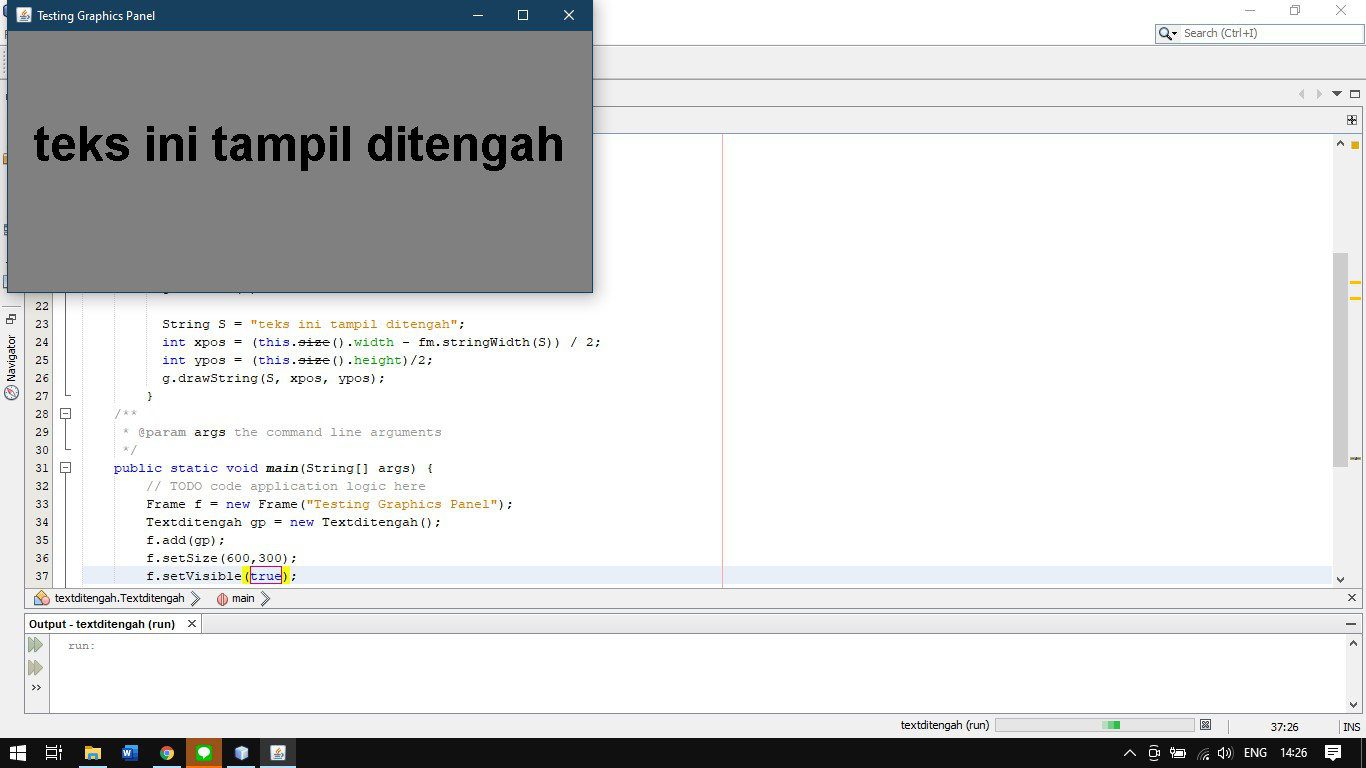 Testing Graphics Panel
Search (Ctrl+I)
teks ini tampil ditengah
22
23 String S = "teks ini tampil ditengah";
24 int xpos = (this.size().width - fm.stringWidth(S)) / 2;
25 int ypos = (this.size().height)/2;
26 g.drawString(S, xpos, ypos);
27 }
28 /**
29 * @param args the command line arguments
30 */
31 public static void main(String[] args) {
32 // TODO code application logic here
33 Frame f = new Frame("Testing Graphics Panel");
34 Textditengah gp = new Textditengah();
35 f.add(gp);
36 f.setSize(600,300);
37 f.setVisible(true);
Navigator
textditengah.Textditengah
main
Output - textditengah (run)
run:
textditengah (run)
37:26
INS
ENG
14:26